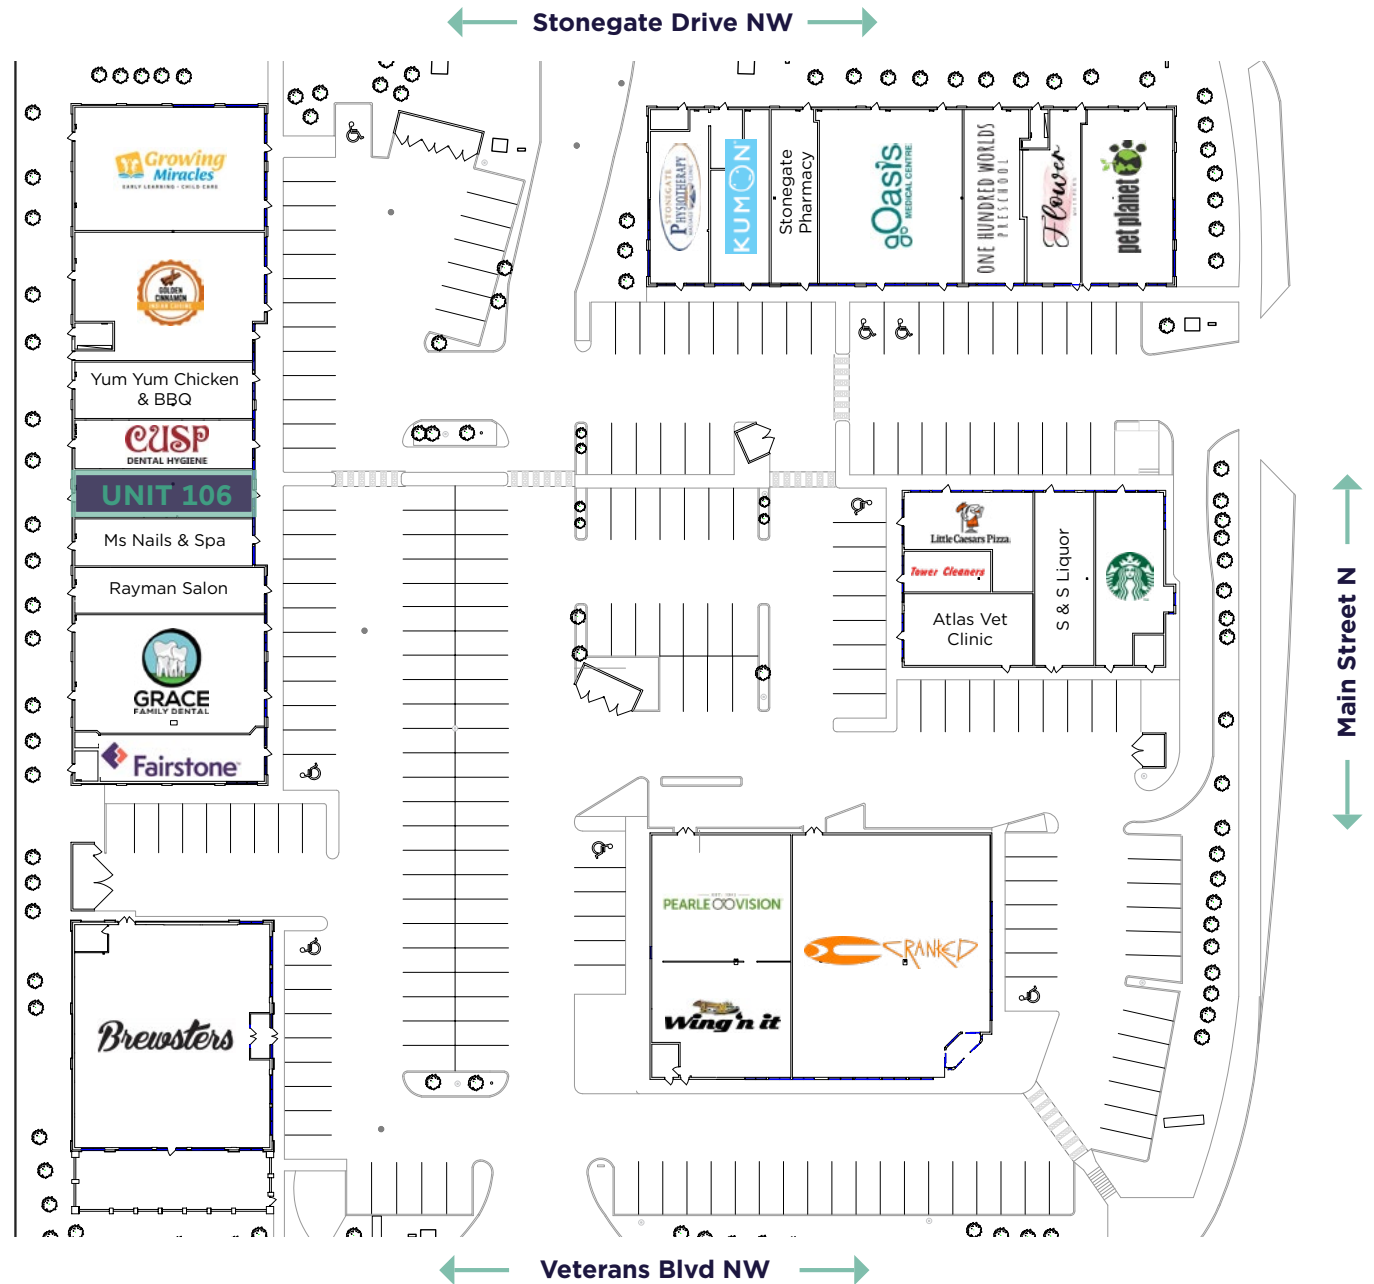 Stonegate Drive NW
Growing
Miracles
EARLY LEARNING · CHILD CARE
GOLDEN
CINNAMON
INDIAN CUISINE
Yum Yum Chicken
& BBQ
CUSP
DENTAL HYGIENE
UNIT 106
Ms Nails & Spa
Rayman Salon
GRACE
FAMILY DENTAL
Fairstone
Brewsters
STONEGATE
PHYSIOTHERAPY
KUMON
Stonegate
Pharmacy
Oasis
MEDICAL CENTRE
ONE HUNDRED WORLDS
PRESCHOOL
Flower
pet planet
Little Caesars Pizza
Tower Cleaners
Atlas Vet
Clinic
S & S Liquor
PEARLE VISION
CRANKED
Wing'n it
Main Street N
Veterans Blvd NW